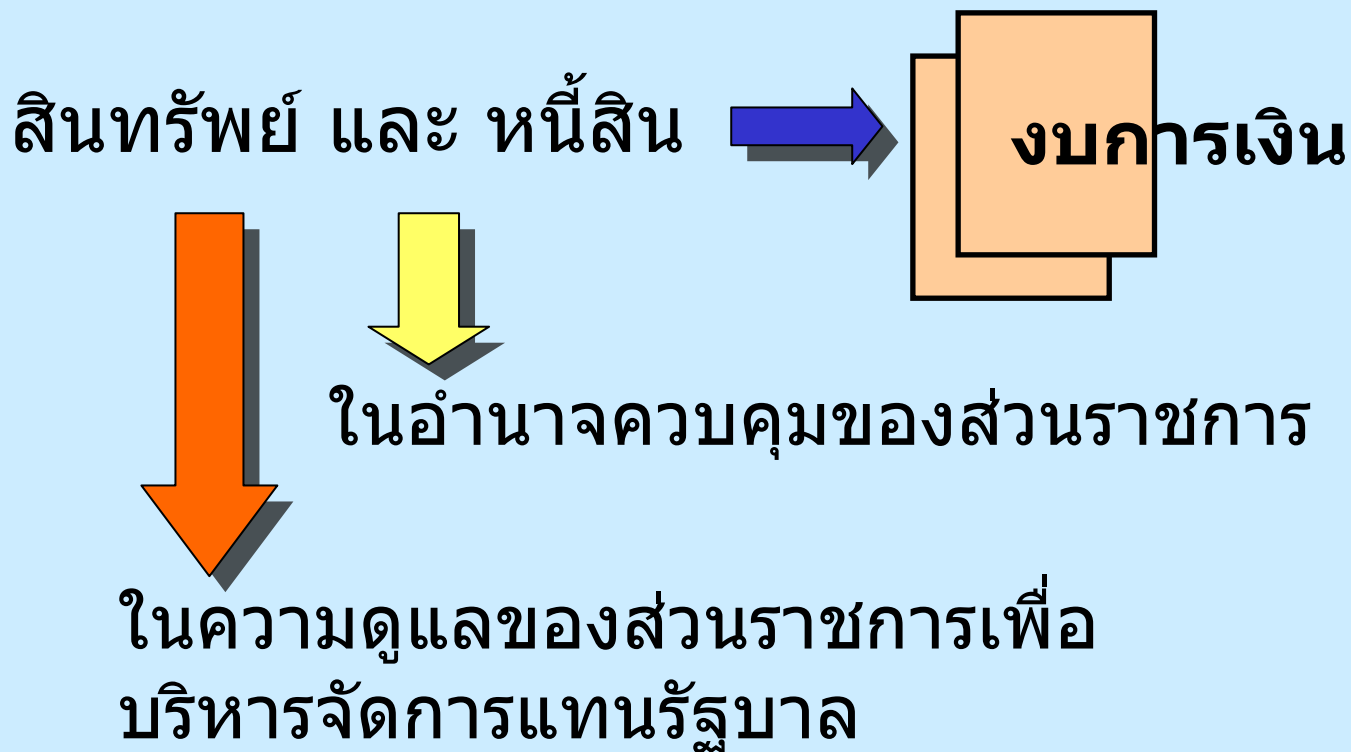 สินทรัพย์ และ หนี้สิน
งบการเงิน
ในอำนาจควบคุมของส่วนราชการ
ในความดูแลของส่วนราชการเพื่อ
บริหารจัดการแทนรัฐบาล